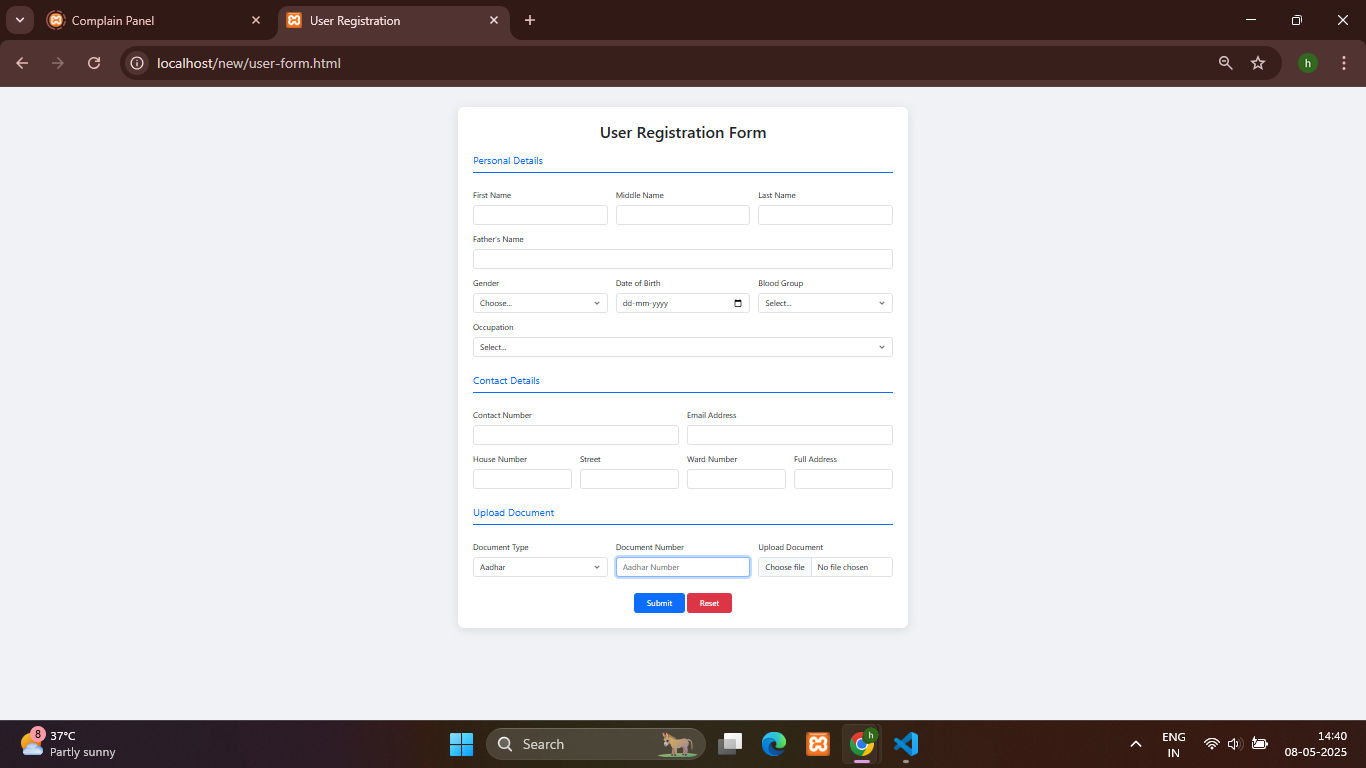 Complain Panel
User Registration
localhost/new/user-form.html
h
User Registration Form
Personal Details
First Name Middle Name Last Name
Father's Name
Gender Date of Birth Blood Group
Choose... dd-mm-yyyy Select...
Occupation
Select...
Contact Details
Contact Number Email Address
House Number Street Ward Number Full Address
Upload Document
Document Type Document Number Upload Document
Aadhar Aadhar Number Choose file No file chosen
Submit Reset
8 37°C
Partly sunny
Search
h
ENG
IN
14:40
08-05-2025